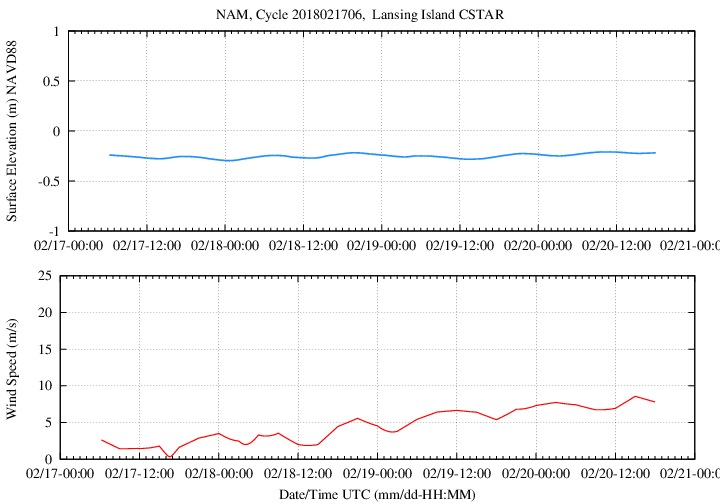 NAM, Cycle 2018021706,  Lansing Island CSTAR
Surface Elevation (m) NAVD88
1
0.5
0
-0.5
-1
02/17-00:00 02/17-12:00 02/18-00:00 02/18-12:00 02/19-00:00 02/19-12:00 02/20-00:00 02/20-12:00 02/21-0
Wind Speed (m/s)
25
20
15
10
5
0
02/17-00:00 02/17-12:00 02/18-00:00 02/18-12:00 02/19-00:00 02/19-12:00 02/20-00:00 02/20-12:00 02/21-0
Date/Time UTC (mm/dd-HH:MM)